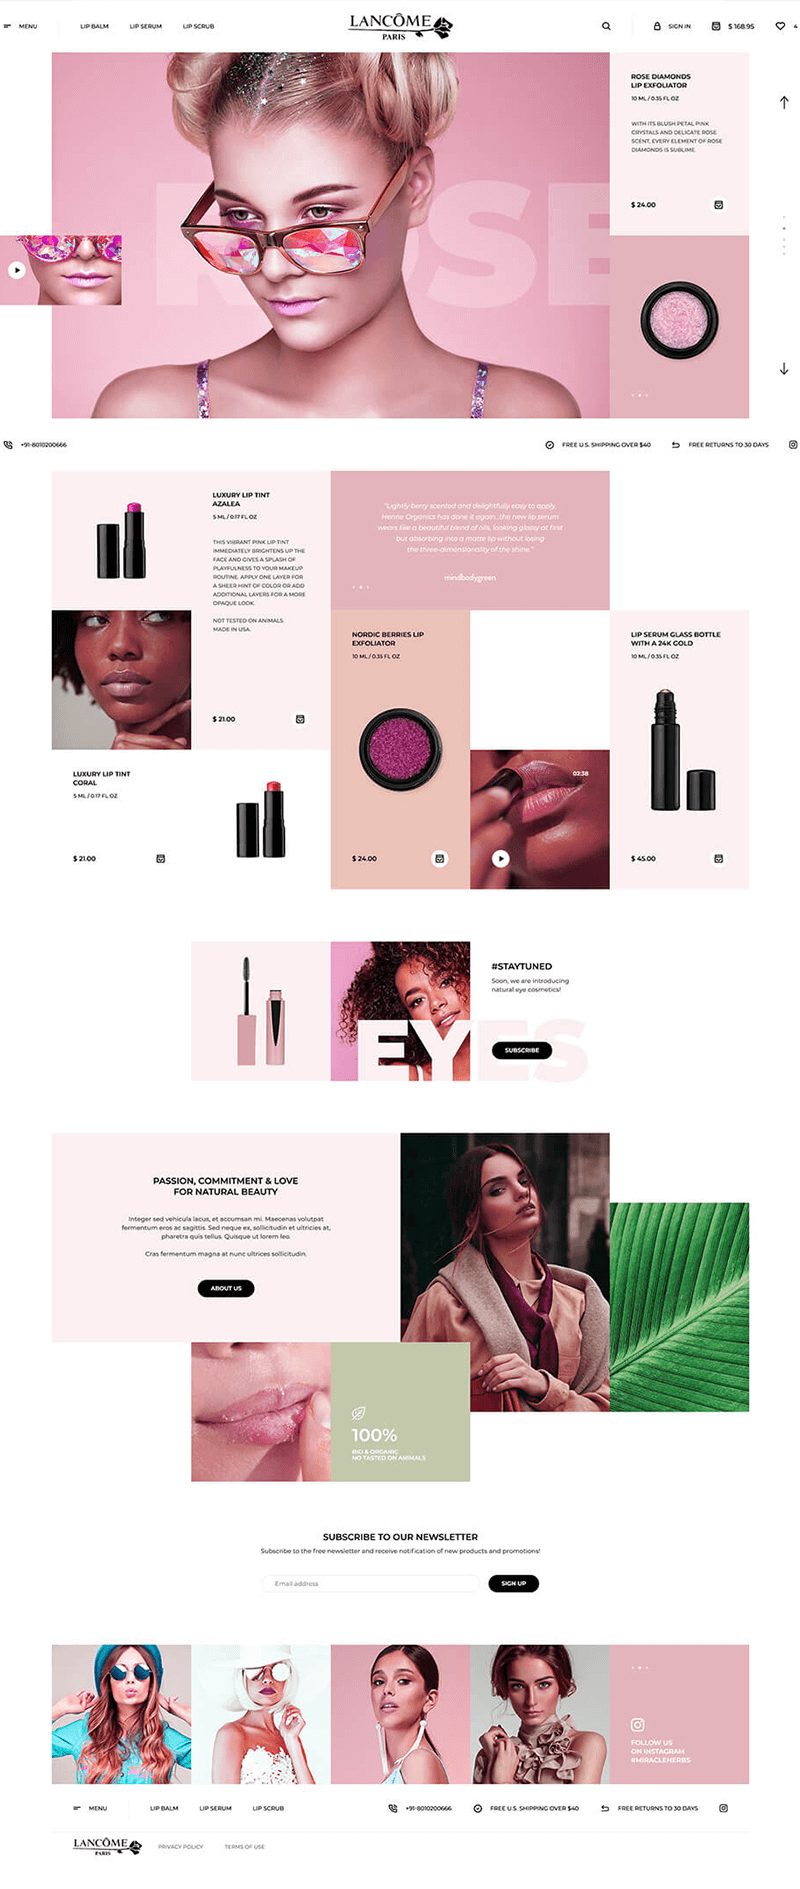 MENU
LIP BALM
LIP SERUM
LIP SCRUB
LANCÔME
PARIS
SIGN IN
$ 168.95
4
ROSE DIAMONDS
LIP EXFOLIATOR
10 ML / 0.35 FL OZ
WITH ITS BLUSH PETAL PINK
CRYSTALS AND DELICATE ROSE
SCENT, EVERY ELEMENT OF ROSE
DIAMONDS IS SUBLIME.
$ 24.00
ROSE
+91-8010200666
FREE U.S. SHIPPING OVER $40
FREE RETURNS TO 30 DAYS
LUXURY LIP TINT
AZALEA
5 ML / 0.17 FL OZ
THIS VIBRANT PINK LIP TINT
IMMEDIATELY BRIGHTENS UP THE
FACE AND GIVES A SPLASH OF
PLAYFULNESS TO YOUR MAKEUP
ROUTINE. APPLY ONE LAYER FOR
A SHEER HINT OF COLOR OR ADD
ADDITIONAL LAYERS FOR A MORE
OPAQUE LOOK.
NOT TESTED ON ANIMALS.
MADE IN USA.
$ 21.00
"Lightly berry scented and delightfully easy to apply,
Henne Organics has done it again...the new lip serum
wears like a beautiful blend of oils, looking glossy at first
but absorbing into a matte lip without losing
the three-dimensionality of the shine."
mindbodygreen
NORDIC BERRIES LIP
EXFOLIATOR
10 ML / 0.35 FL OZ
$ 24.00
LIP SERUM GLASS BOTTLE
WITH A 24K GOLD
10 ML / 0.35 FL OZ
$ 45.00
LUXURY LIP TINT
CORAL
5 ML / 0.17 FL OZ
$ 21.00
02:38
#STAYTUNED
Soon, we are introducing
natural eye cosmetics!
EYES
SUBSCRIBE
PASSION, COMMITMENT & LOVE
FOR NATURAL BEAUTY
Integer sed vehicula lacus, et accumsan mi. Maecenas volutpat
fermentum eros ac sagittis. Sed neque ex, sollicitudin et ultricies at,
pharetra quis tellus. Quisque ut lorem leo.
Cras fermentum magna at nunc ultrices sollicitudin.
ABOUT US
100%
BIO & ORGANIC
NO TASTED ON ANIMALS
SUBSCRIBE TO OUR NEWSLETTER
Subscribe to the free newsletter and receive notification of new products and promotions!
Email address
SIGN UP
FOLLOW US
ON INSTAGRAM
#MIRACLEHERBS
MENU
LIP BALM
LIP SERUM
LIP SCRUB
+91-8010200666
FREE U.S. SHIPPING OVER $40
FREE RETURNS TO 30 DAYS
LANCÔME
PARIS
PRIVACY POLICY
TERMS OF USE